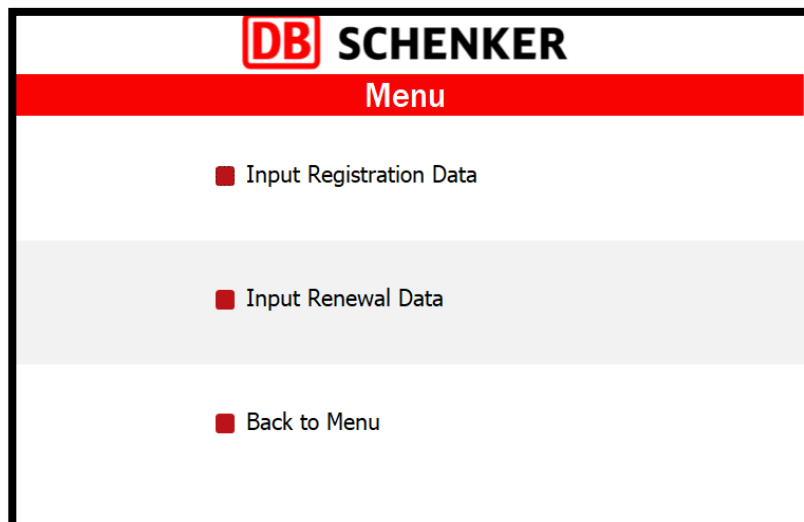 DB SCHENKER
Menu
Input Registration Data
Input Renewal Data
Back to Menu